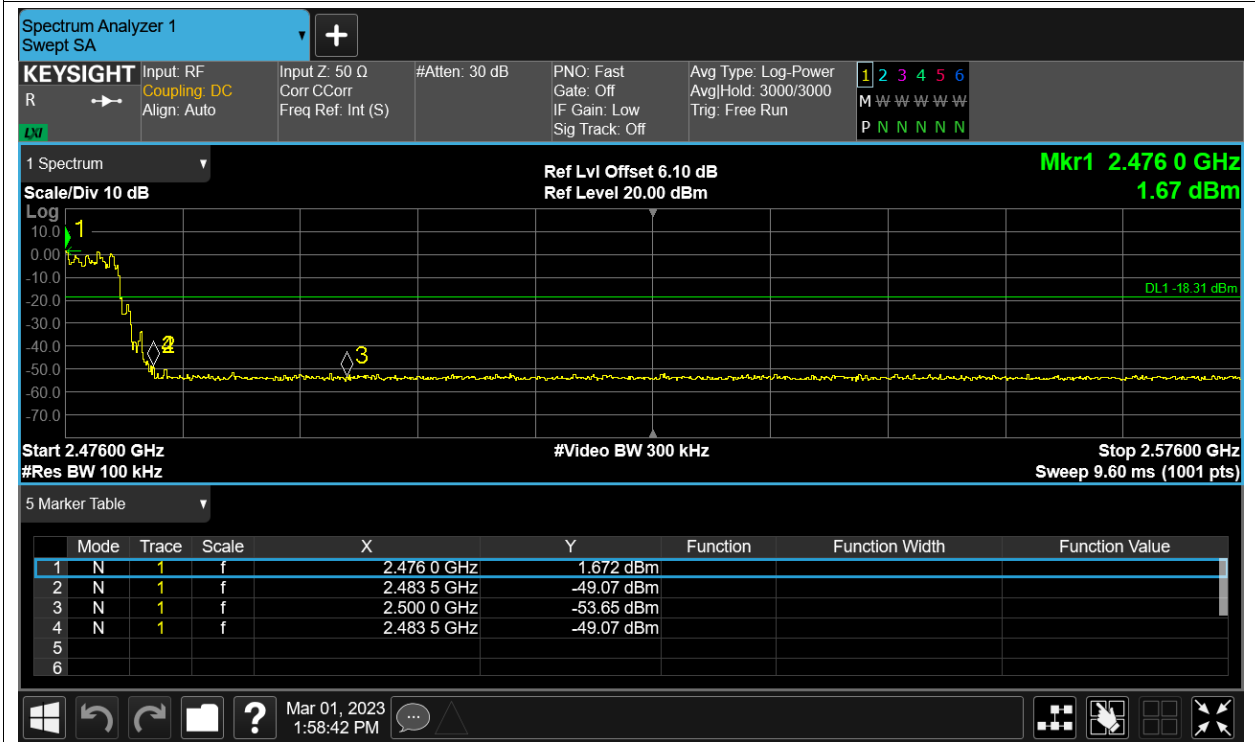 Spectrum Analyzer 1
Swept SA
+
KEYSIGHT
R
LXI
Input: RF
Coupling: DC
Align: Auto
Input Z: 50 Ω
Corr CCorr
Freq Ref: Int (S)
#Atten: 30 dB
PNO: Fast
Gate: Off
IF Gain: Low
Sig Track: Off
Avg Type: Log-Power
Avg|Hold: 3000/3000
Trig: Free Run
1 2 3 4 5 6
M W W W W W
P N N N N N
1 Spectrum
Scale/Div 10 dB
Ref Lvl Offset 6.10 dB
Ref Level 20.00 dBm
Mkr1 2.476 0 GHz
1.67 dBm
Log
10.0
0.00
-10.0
-20.0
-30.0
-40.0
-50.0
-60.0
-70.0
1
DL1 -18.31 dBm
2
4
3
Start 2.47600 GHz
#Video BW 300 kHz
Stop 2.57600 GHz
#Res BW 100 kHz
Sweep 9.60 ms (1001 pts)
5 Marker Table
Mode Trace Scale X Y Function Function Width Function Value
1 N 1 f 2.476 0 GHz 1.672 dBm
2 N 1 f 2.483 5 GHz -49.07 dBm
3 N 1 f 2.500 0 GHz -53.65 dBm
4 N 1 f 2.483 5 GHz -49.07 dBm
5
6
?
Mar 01, 2023
1:58:42 PM